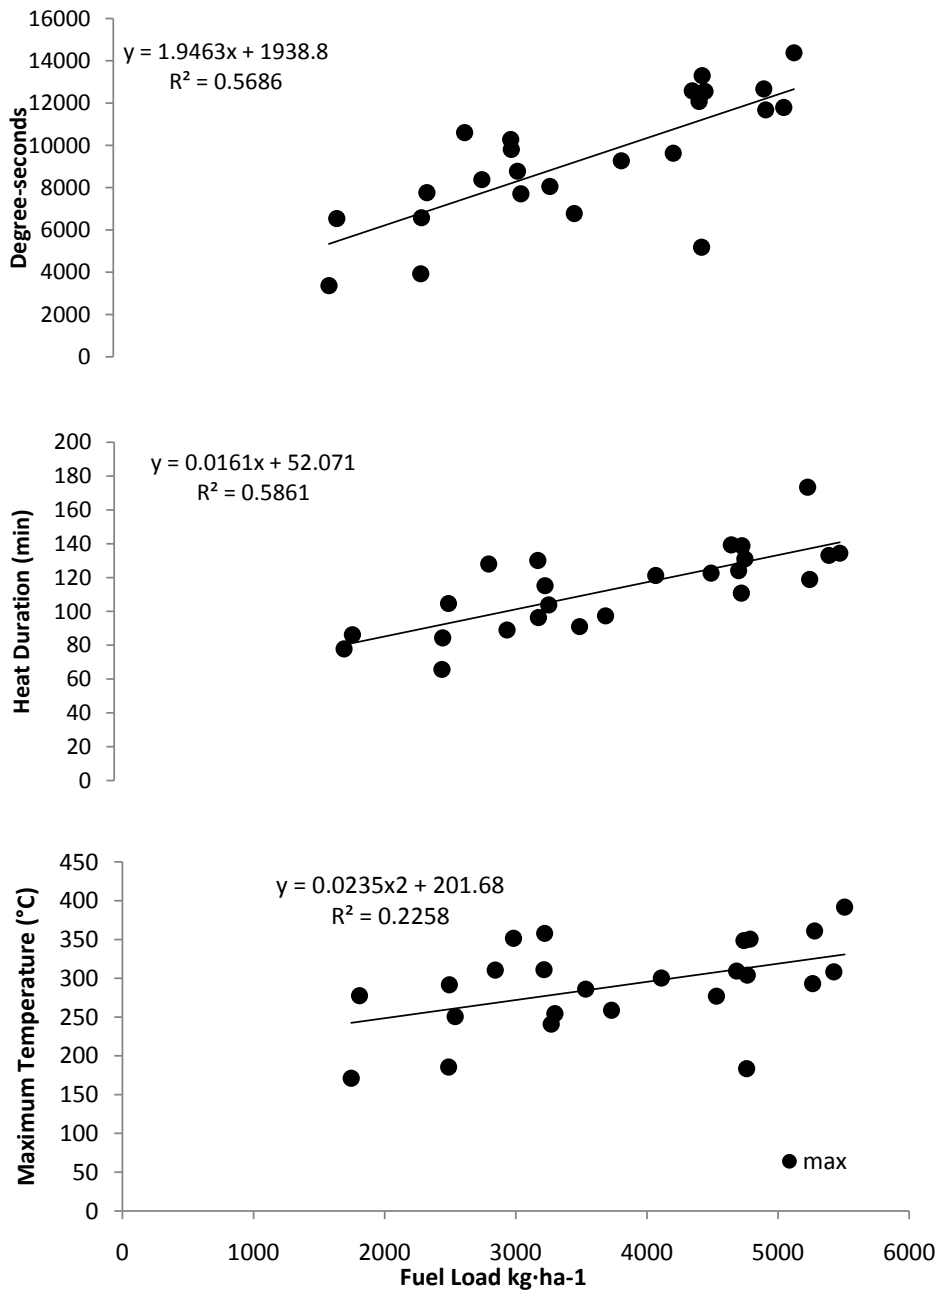 16000
y = 1.9463x + 1938.8
R² = 0.5686
14000
12000
10000
8000
6000
4000
2000
0
Degree-seconds
200
y = 0.0161x + 52.071
R² = 0.5861
180
160
140
120
100
80
60
40
20
0
Heat Duration (min)
450
y = 0.0235x2 + 201.68
R² = 0.2258
400
350
300
250
200
150
100
50
0
Maximum Temperature (°C)
max
0 1000 2000 3000 4000 5000 6000
Fuel Load kg·ha-1